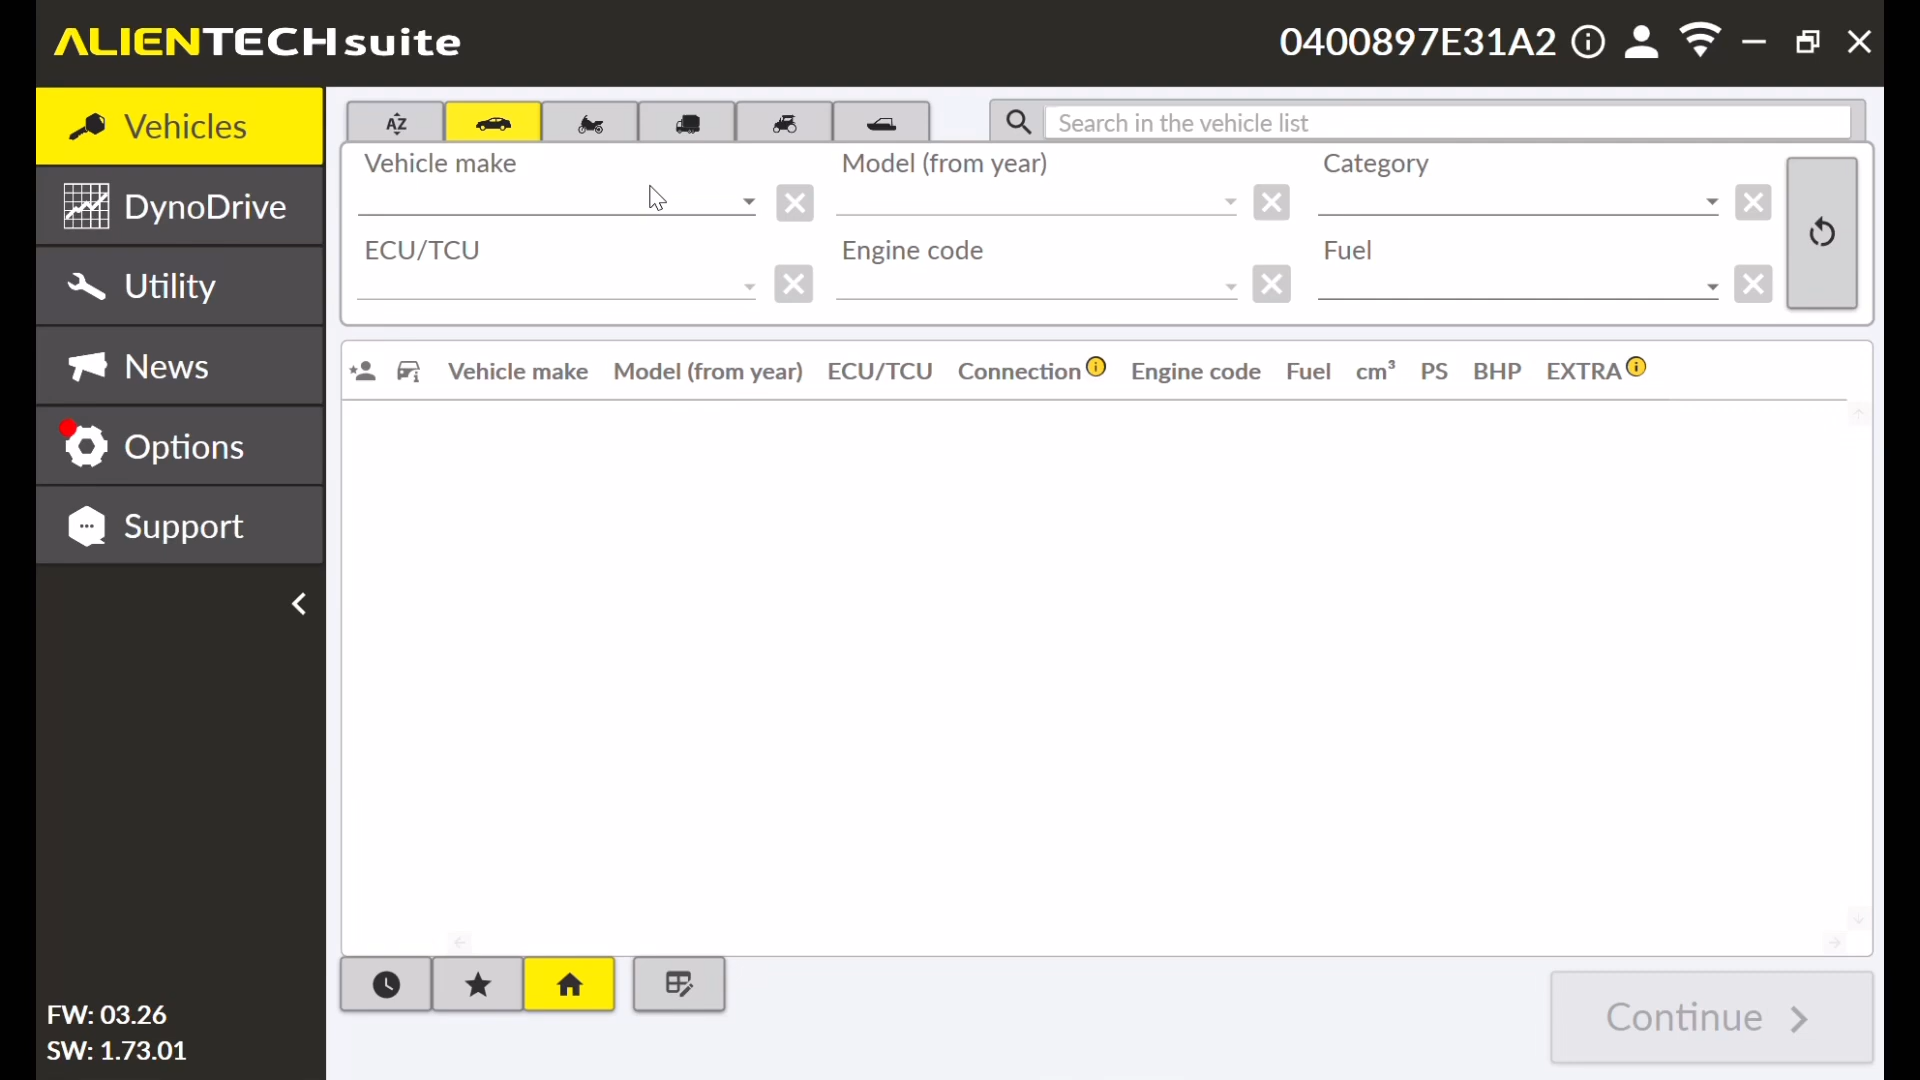 ALIENTECH suite
0400897E31A2
Vehicles
DynoDrive
Utility
News
Options
Support
FW: 03.26
SW: 1.73.01
AZ
Search in the vehicle list
Vehicle make
Model (from year)
Category
ECU/TCU
Engine code
Fuel
Vehicle make Model (from year) ECU/TCU Connection Engine code Fuel cm³ PS BHP EXTRA
Continue